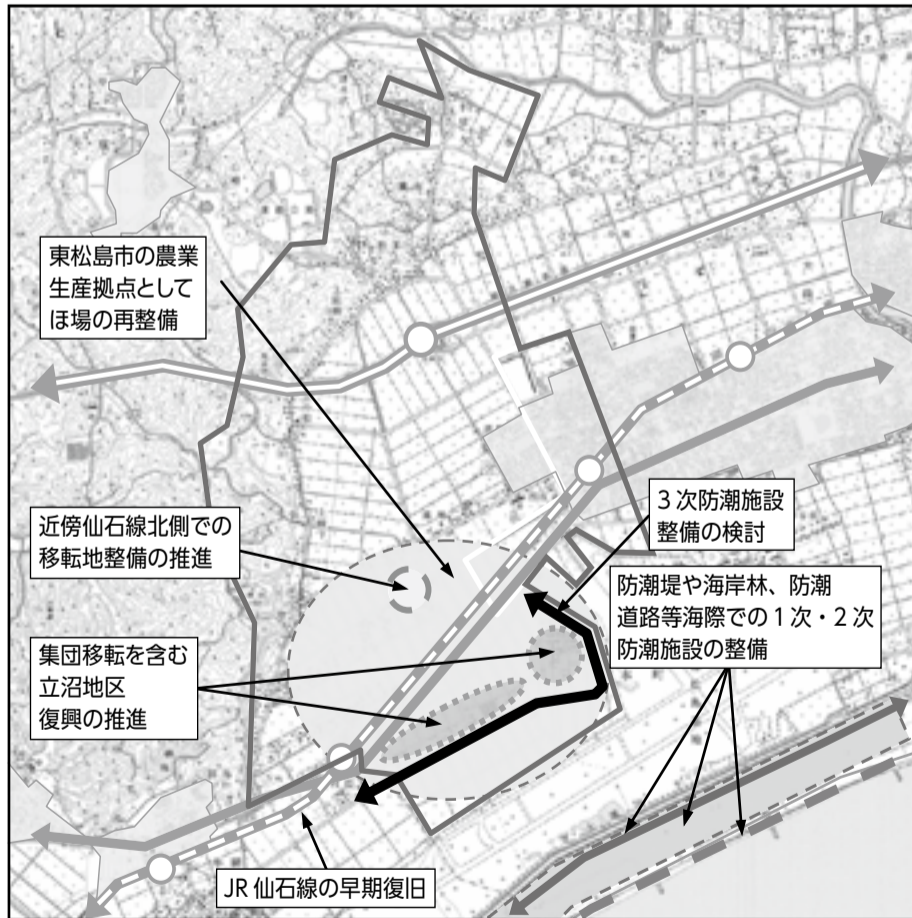 東松島市の農業
生産拠点として
ほ場の再整備
近傍仙石線北側での
移転地整備の推進
3次防潮施設
整備の検討
防潮堤や海岸林、防潮
道路等海際での1次・2次
防潮施設の整備
集団移転を含む
立沼地区
復興の推進
JR仙石線の早期復旧